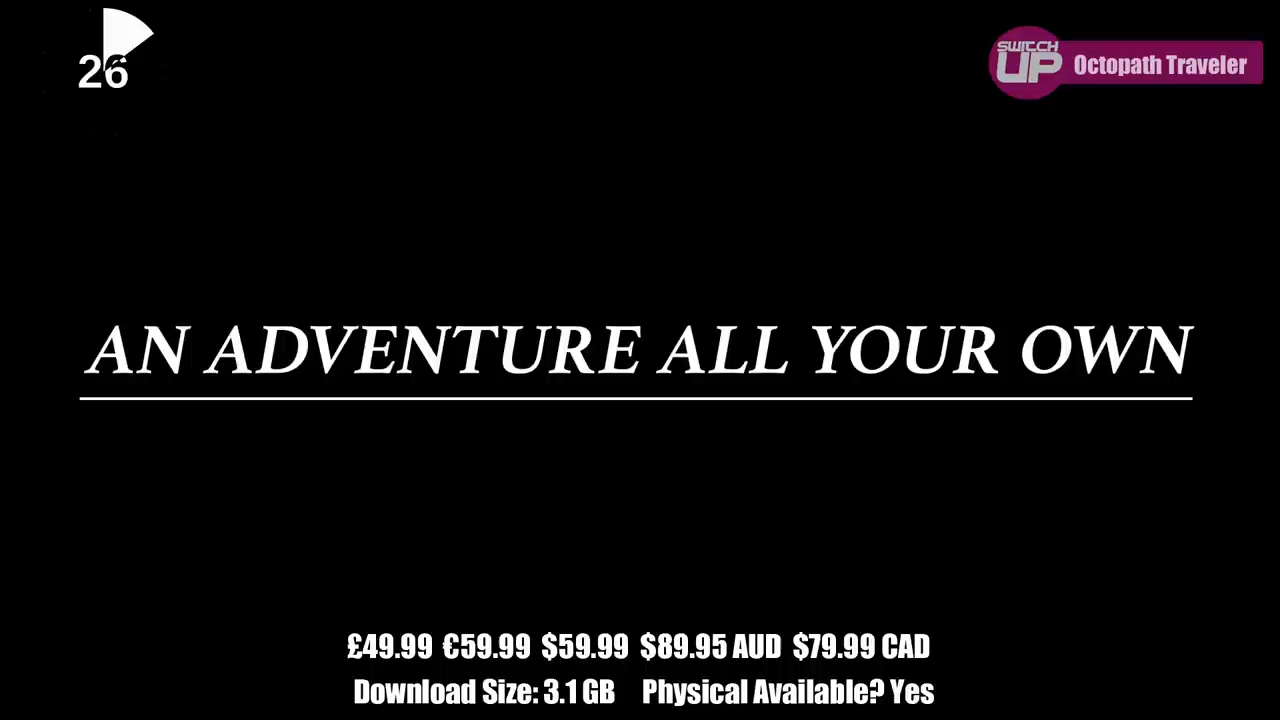 26
SWITCH
UP
Octopath Traveler
AN ADVENTURE ALL YOUR OWN
£49.99 €59.99 $59.99 $89.95 AUD $79.99 CAD
Download Size: 3.1 GB Physical Available? Yes